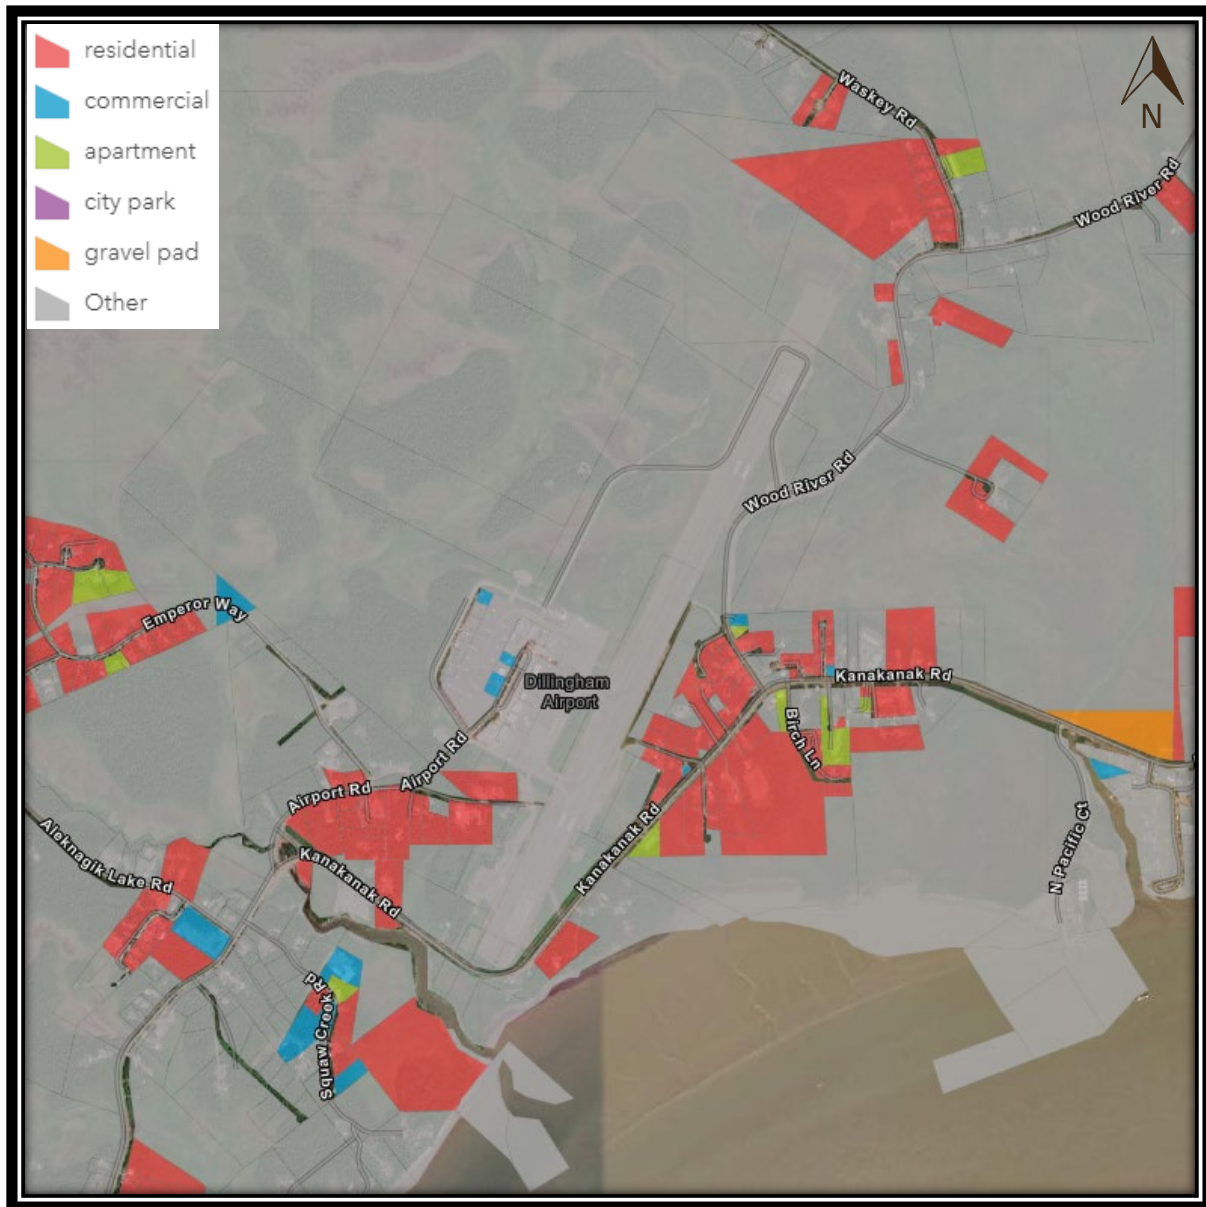 residential
commercial
apartment
city park
gravel pad
Other
N
Waskey Rd
Wood River Rd
Wood River Rd
Emperor Way
Dillingham
Airport
Kanakanak Rd
Birch Ln
Airport Rd
Airport Rd
Aleknagik Lake Rd
Kanakanak Rd
Kanakanak Rd
N Pacific Ct
Squaw Creek Rd